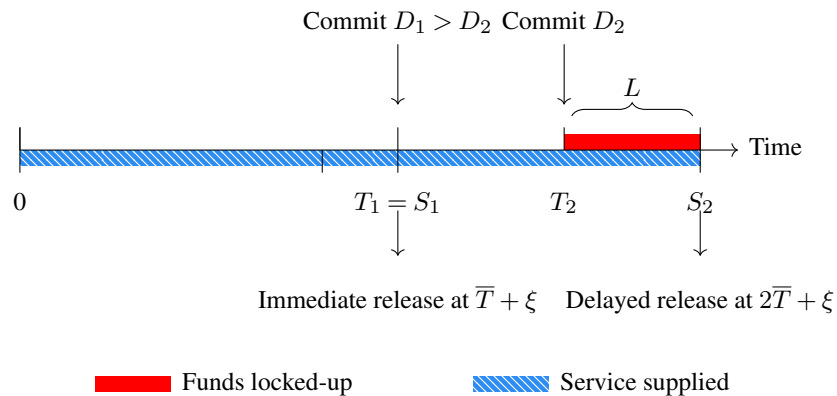 Commit $D_1 > D_2$ Commit $D_2$
$L$
Time
0 $T_1 = S_1$ $T_2$ $S_2$
Immediate release at $\overline{T} + \xi$ Delayed release at $2\overline{T} + \xi$
Funds locked-up Service supplied